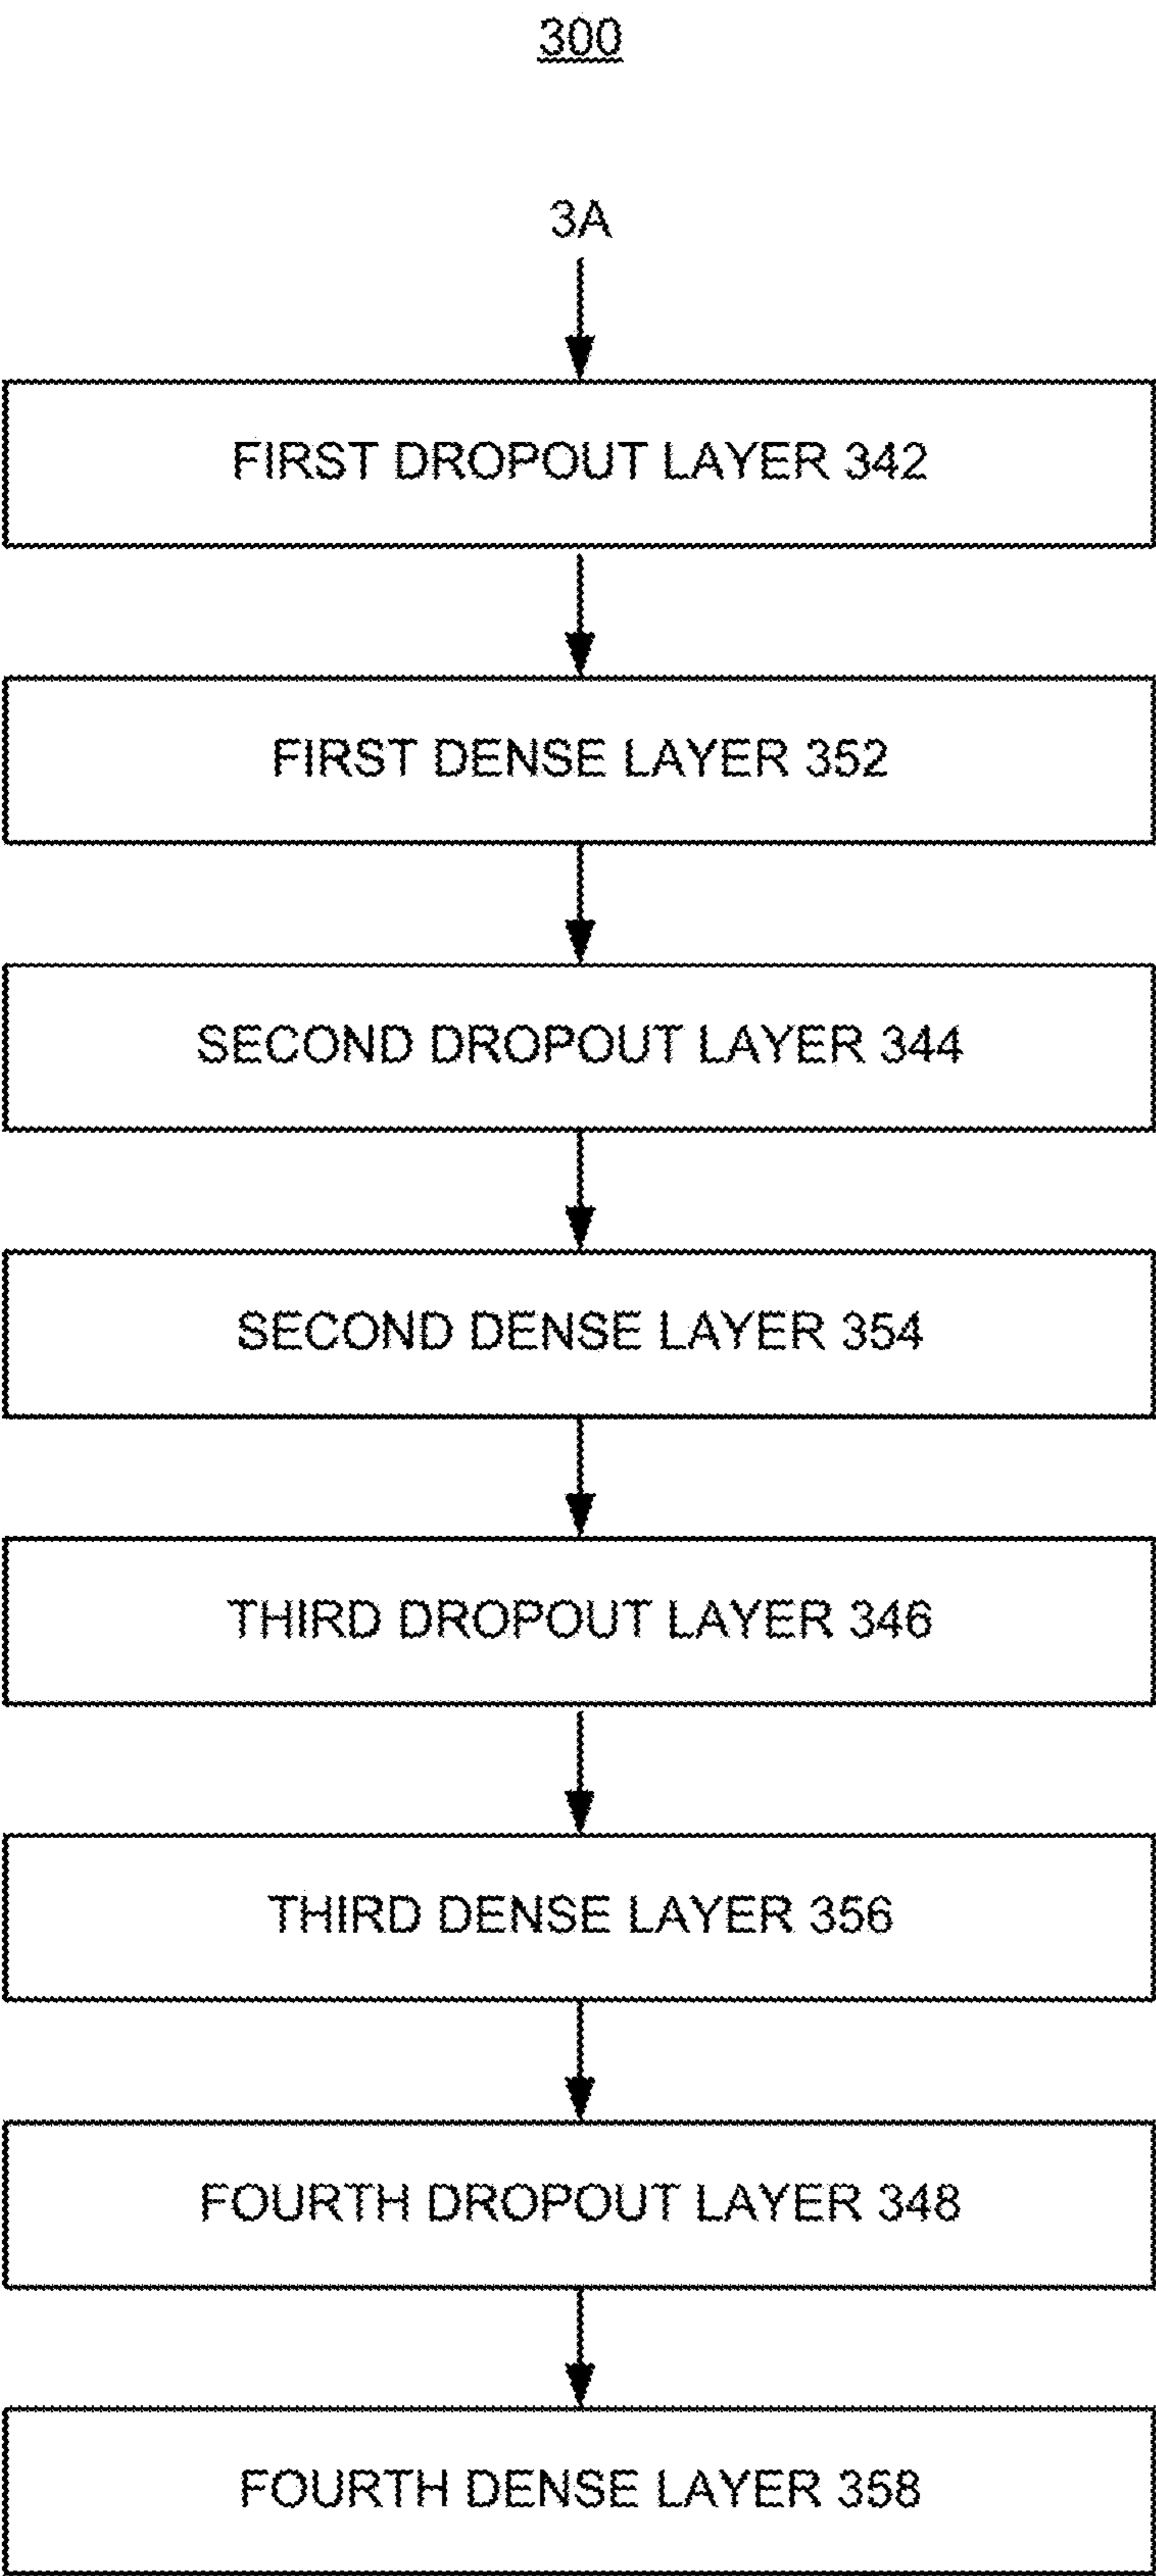 300
3A
FIRST DROPOUT LAYER 342
FIRST DENSE LAYER 352
SECOND DROPOUT LAYER 344
SECOND DENSE LAYER 354
THIRD DROPOUT LAYER 346
THIRD DENSE LAYER 356
FOURTH DROPOUT LAYER 348
FOURTH DENSE LAYER 358